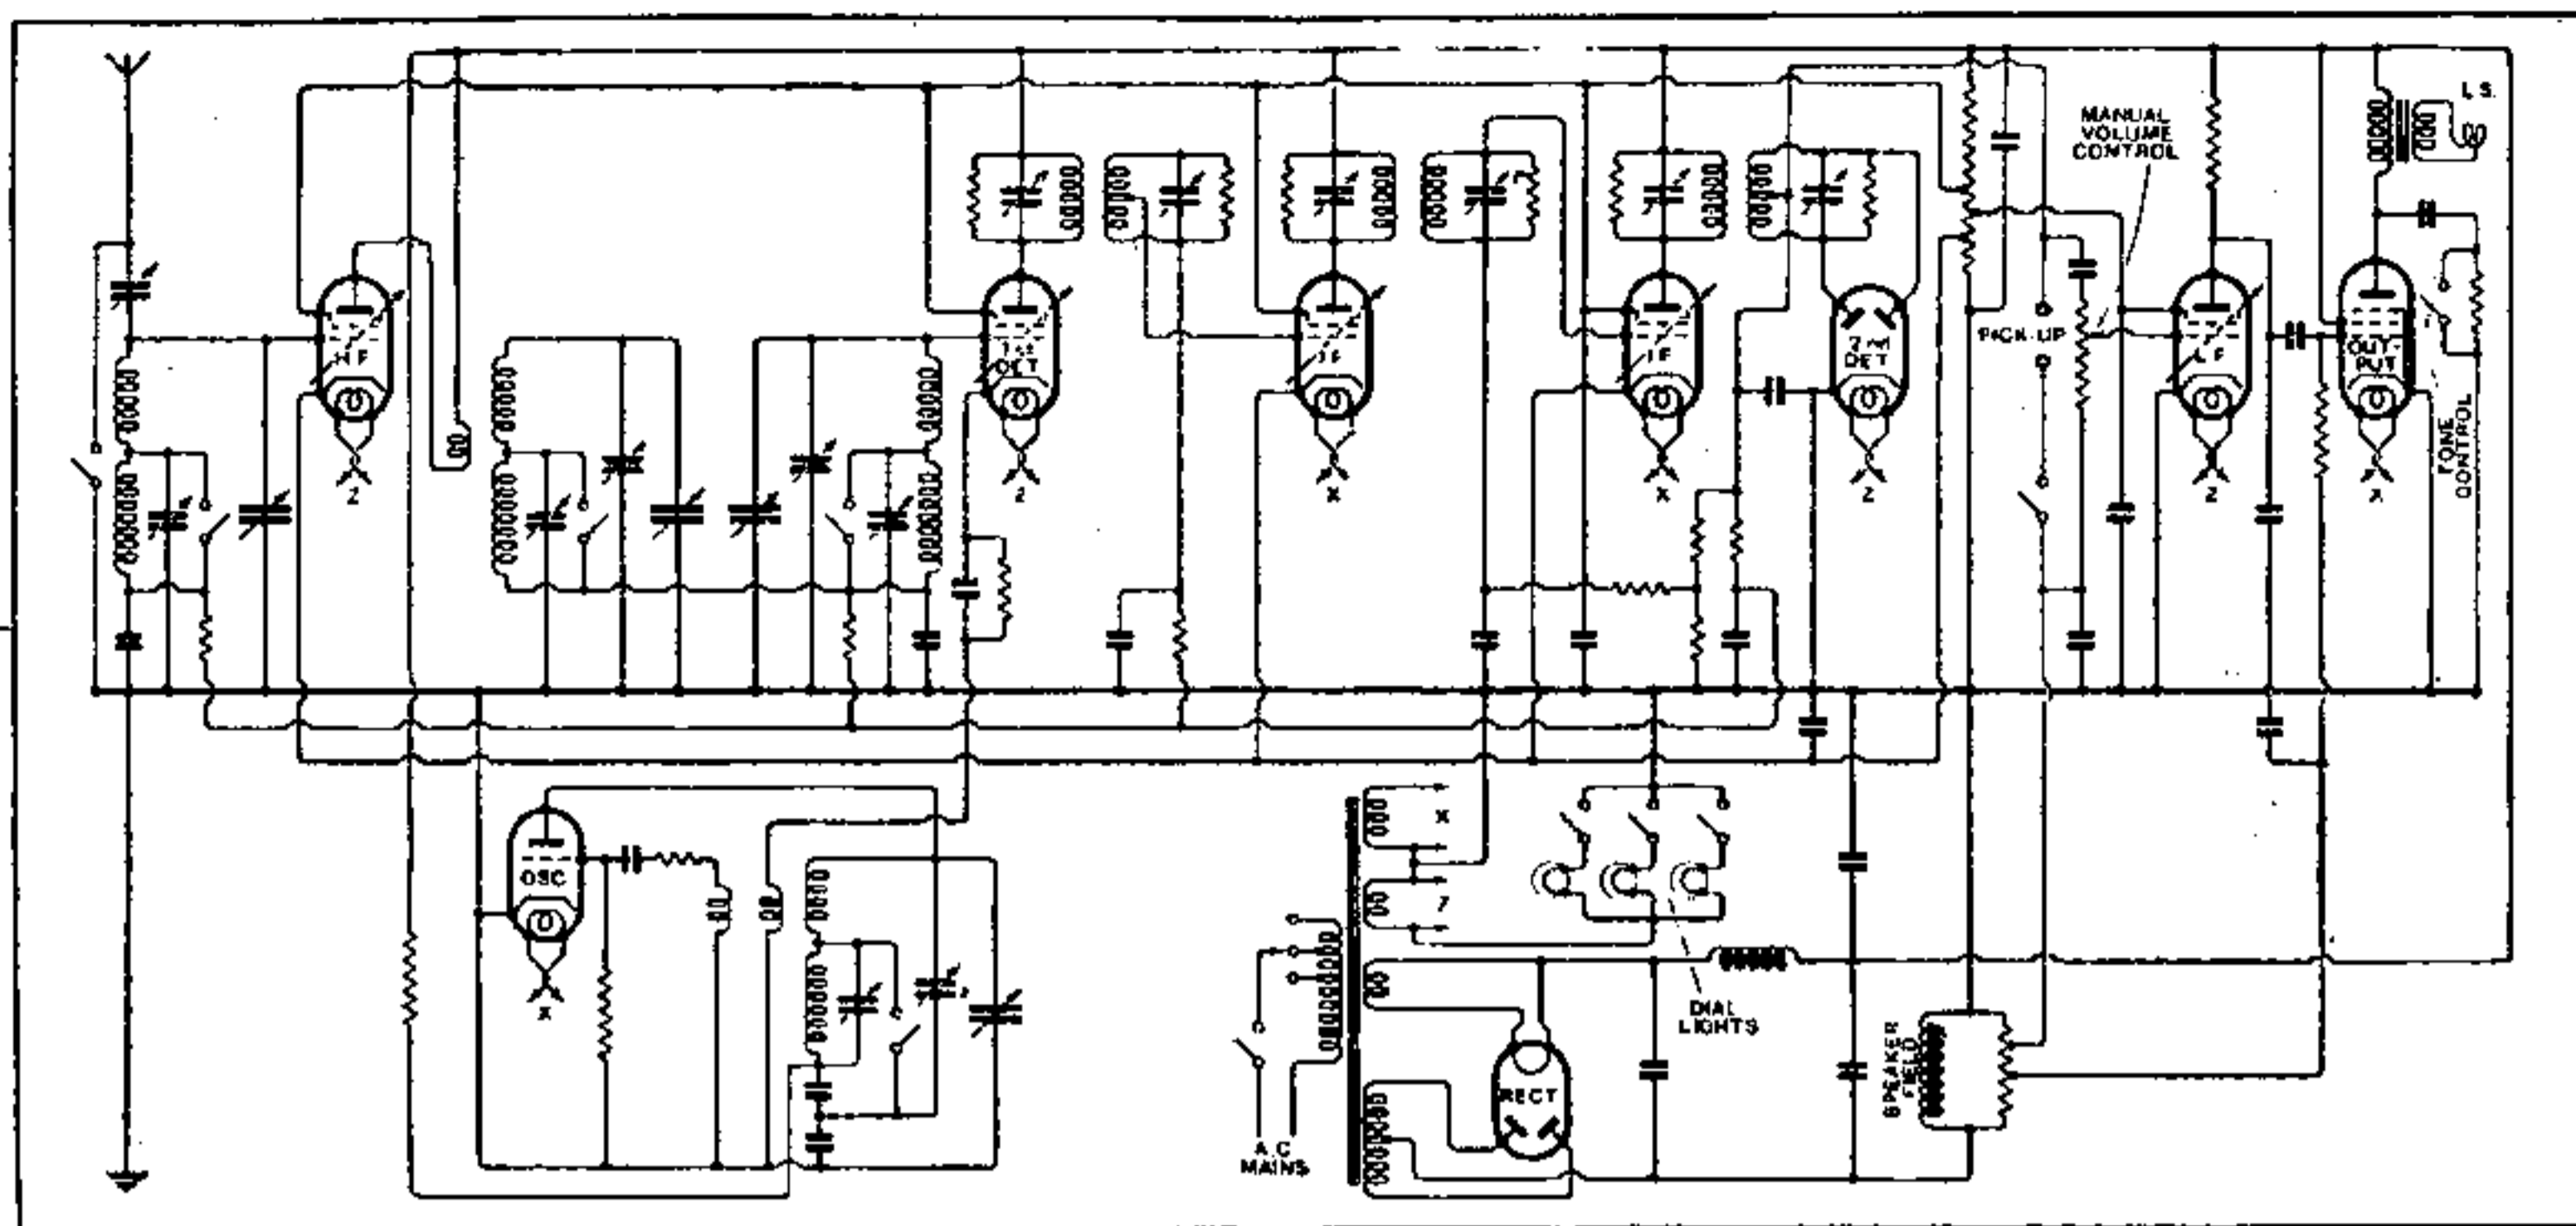 L S.
MANUAL
VOLUME
CONTROL
H F
1st
DET
I F
I F
2nd
DET
PICK-UP
L F
OUT-
PUT
TONE
CONTROL
Z
Z
X
X
Z
Z
X
OSC
X
X
Z
DIAL
LIGHTS
RECT
SPEAKER
FIELD
A.C
MAINS